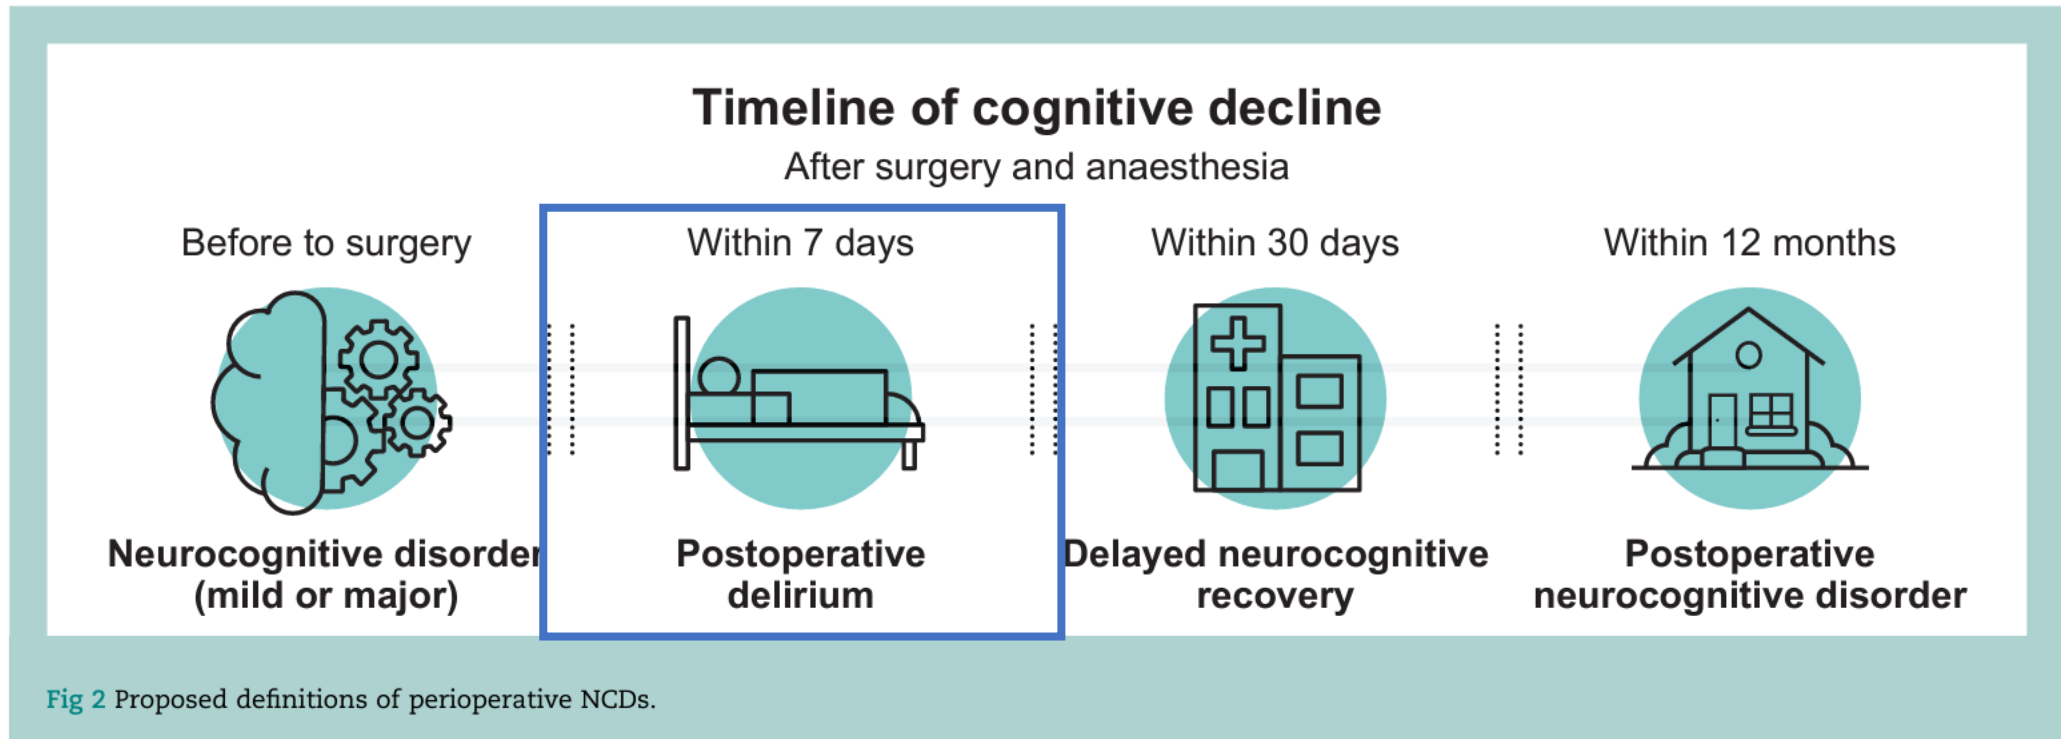 Timeline of cognitive decline
After surgery and anaesthesia
Before to surgery
Neurocognitive disorder
(mild or major)
Within 7 days
Postoperative
delirium
Within 30 days
Delayed neurocognitive
recovery
Within 12 months
Postoperative
neurocognitive disorder
Fig 2 Proposed definitions of perioperative NCDs.